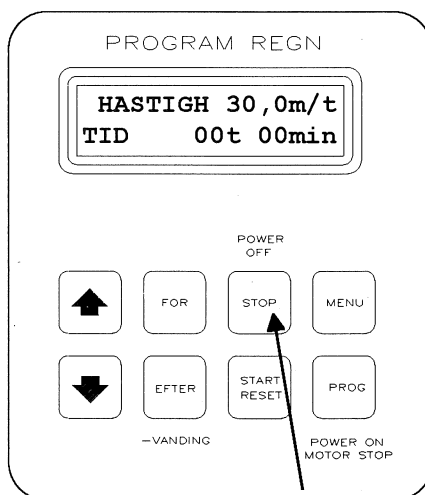 PROGRAM REGN
HASTIGH 30,0m/t
TID 00t 00min
POWER
OFF
FOR
STOP
MENU
EFTER
START
RESET
PROG
-VANDING
POWER ON
MOTOR STOP